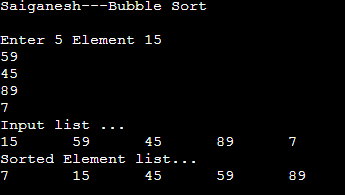 Saiganesh---Bubble Sort
Enter 5 Element 15
59
45
89
7
Input list ...
15 59 45 89 7
Sorted Element list...
7 15 45 59 89